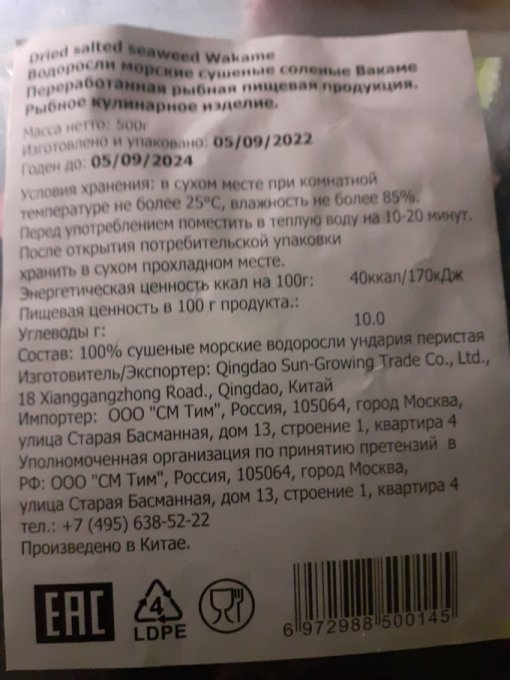 Dried salted seaweed Wakame
Водоросли морские сушеные соленые Вакаме
Переработанная рыбная пищевая продукция.
Рыбное кулинарное изделие.
Масса нетто: 500г
Изготовлено и упаковано: 05/09/2022
Годен до: 05/09/2024
Условия хранения: в сухом месте при комнатной
температуре не более 25°С, влажность не более 85%.
Перед употреблением поместить в теплую воду на 10-20 минут.
После открытия потребительской упаковки
хранить в сухом прохладном месте.
Энергетическая ценность ккал на 100г: 40ккал/170кДж
Пищевая ценность в 100 г продукта.:
Углеводы г: 10.0
Состав: 100% сушеные морские водоросли ундария перистая
Изготовитель/Экспортер: Qingdao Sun-Growing Trade Co., Ltd.,
18 Xianggangzhong Road., Qingdao, Китай
Импортер: ООО "СМ Тим", Россия, 105064, город Москва,
улица Старая Басманная, дом 13, строение 1, квартира 4
Уполномоченная организация по принятию претензий в
РФ: ООО "СМ Тим", Россия, 105064, город Москва,
улица Старая Басманная, дом 13, строение 1, квартира 4
тел.: +7 (495) 638-52-22
Произведено в Китае.
EAC
4
LDPE
6 972988 500145